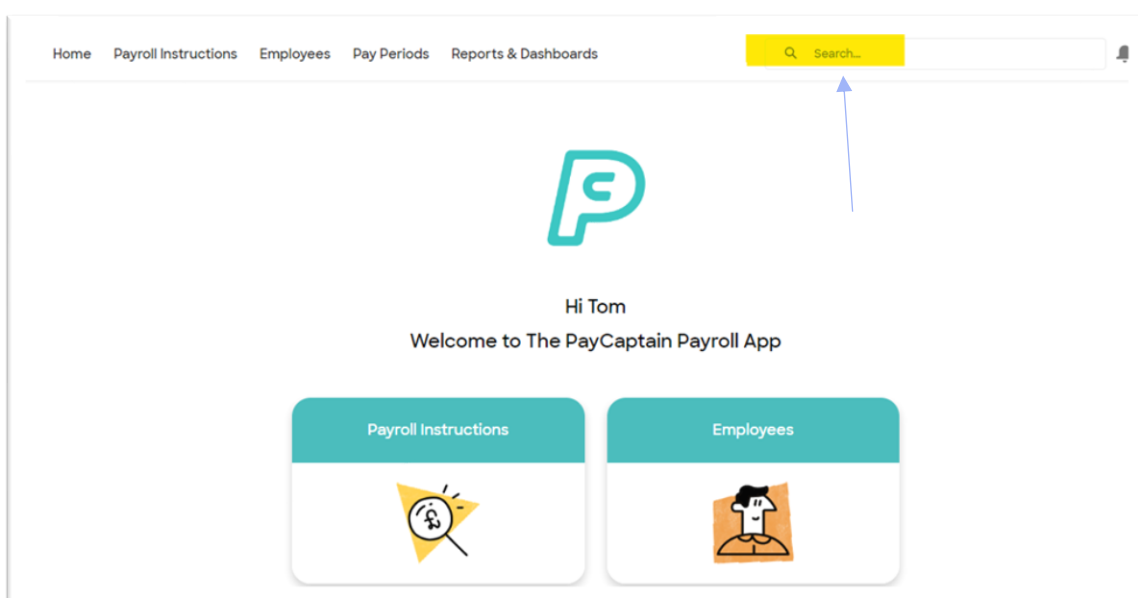 Home Payroll Instructions Employees Pay Periods Reports & Dashboards Search...
Hi Tom
Welcome to The PayCaptain Payroll App
Payroll Instructions Employees
£